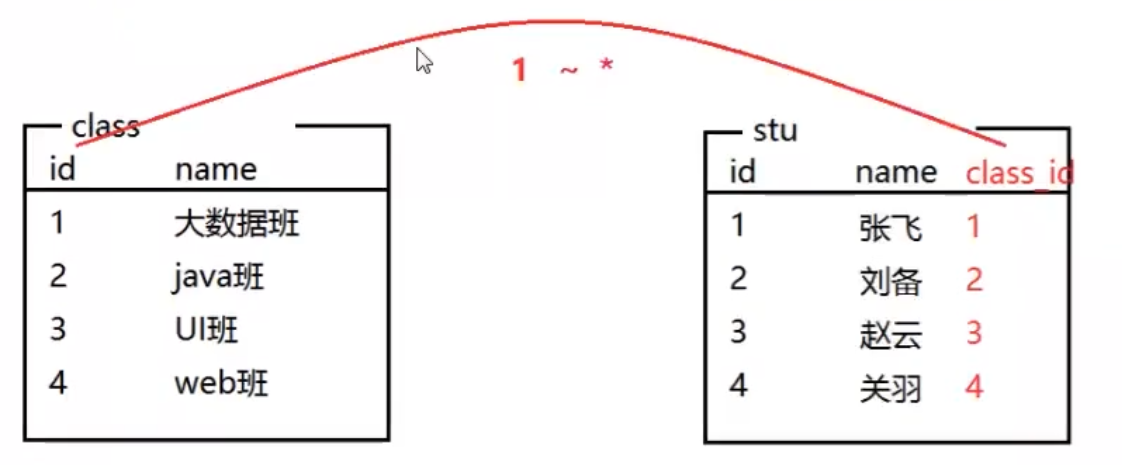 1 ~ *
class
id name
1 大数据班
2 java班
3 UI班
4 web班
stu
id name class_id
1 张飞 1
2 刘备 2
3 赵云 3
4 关羽 4